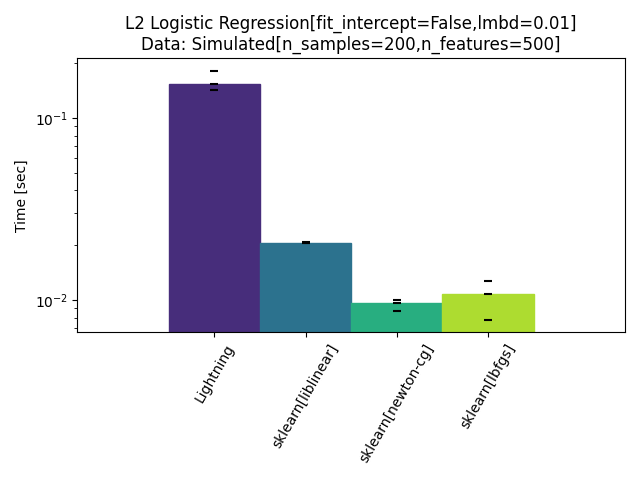 L2 Logistic Regression[fit_intercept=False,lmbd=0.01]
Data: Simulated[n_samples=200,n_features=500]
Time [sec]
10⁻¹
10⁻²
Lightning
sklearn[liblinear]
sklearn[newton-cg]
sklearn[lbfgs]